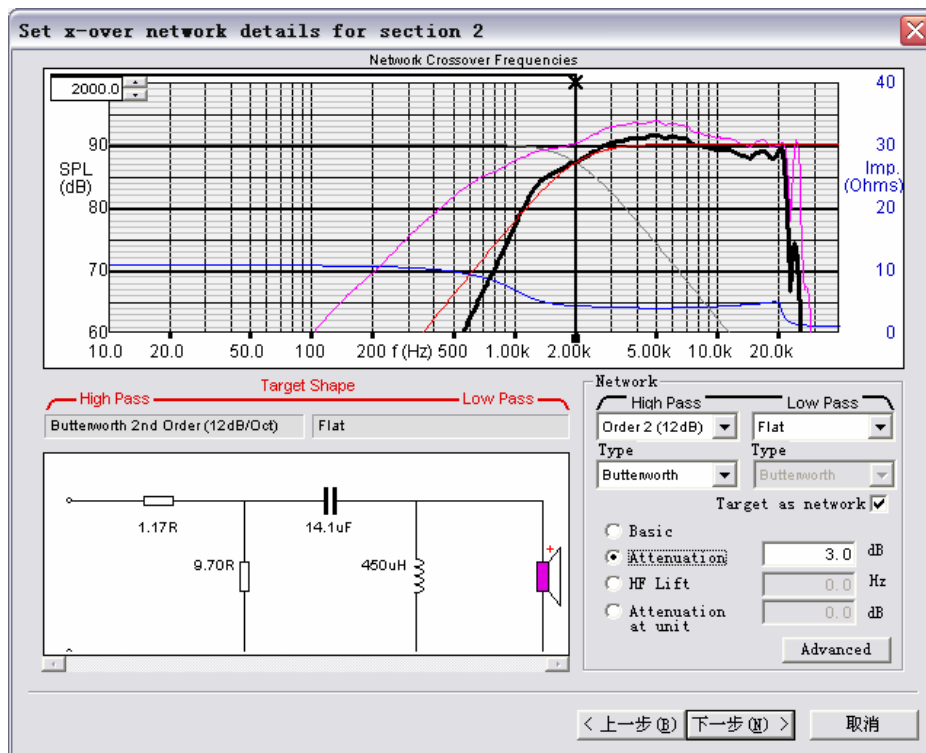 Set x-over network details for section 2
Network Crossover Frequencies
2000.0
40
90
30
SPL
(dB)
Imp.
(Ohms)
80
20
70
10
60
0
10.0 20.0 50.0 100 200 f (Hz) 500 1.00k 2.00k 5.00k 10.0k 20.0k
Target Shape
High Pass
Low Pass
Butterworth 2nd Order (12dB/Oct)
Flat
1.17R
14.1uF
9.70R
450uH
+
Network
High Pass
Low Pass
Order 2 (12dB)
Flat
Type
Type
Butterworth
Butterworth
Target as network
Basic
Attenuation
3.0
dB
HF Lift
0.0
Hz
Attenuation
at unit
0.0
dB
Advanced
< 上一步(B)
下一步(N) >
取消